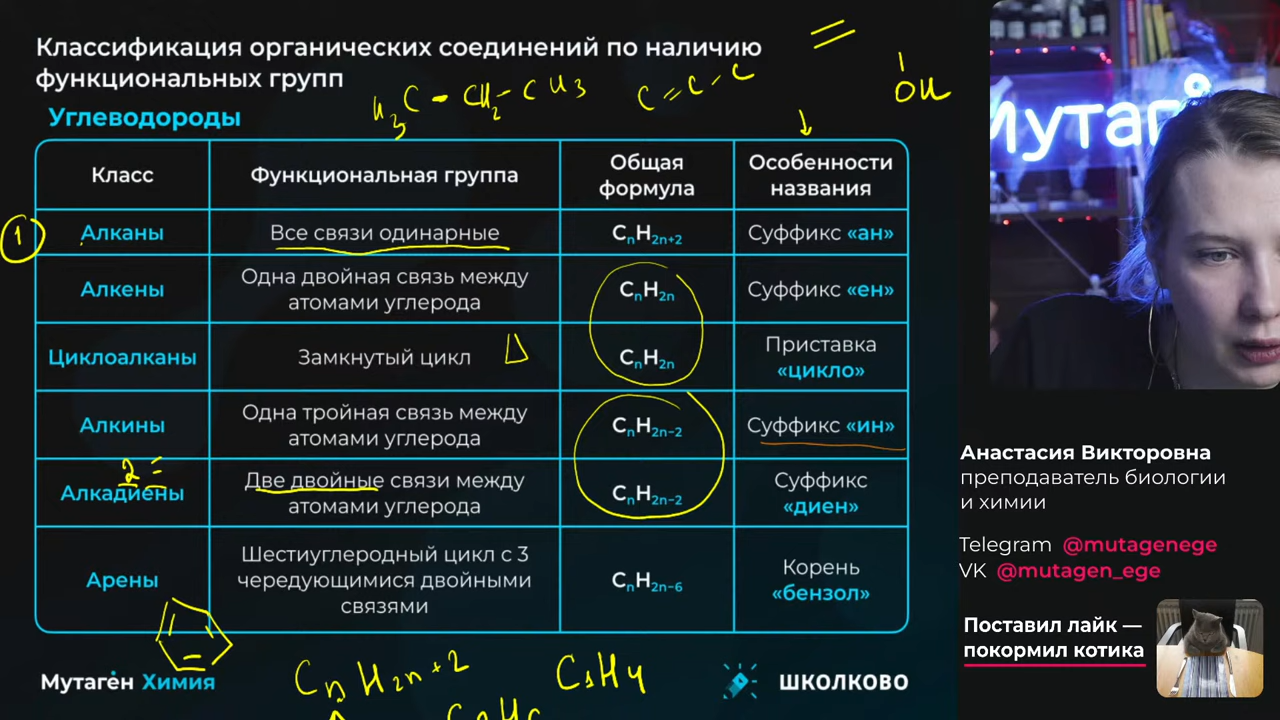 Классификация органических соединений по наличию
функциональных групп
H3C - CH2 - CH3
C = C - C
OH
Мутаген
Углеводороды
Класс
Функциональная группа
Общая
формула
Особенности
названия
1
Алканы
Все связи одинарные
CnH2n+2
Суффикс «ан»
Алкены
Одна двойная связь между
атомами углерода
CnH2n
Суффикс «ен»
Циклоалканы
Замкнутый цикл
CnH2n
Приставка
«цикло»
Алкины
Одна тройная связь между
атомами углерода
CnH2n−2
Суффикс «ин»
2 =
Алкадиены
Две двойные связи между
атомами углерода
CnH2n−2
Суффикс
«диен»
Арены
Шестиуглеродный цикл с 3
чередующимися двойными
связями
CnH2n−6
Корень
«бензол»
CnH2n+2
Мутаген Химия
ШКОЛКОВО
Анастасия Викторовна
преподаватель биологии
и химии
Telegram @mutagenege
VK @mutagen_ege
Поставил лайк —
покормил котика